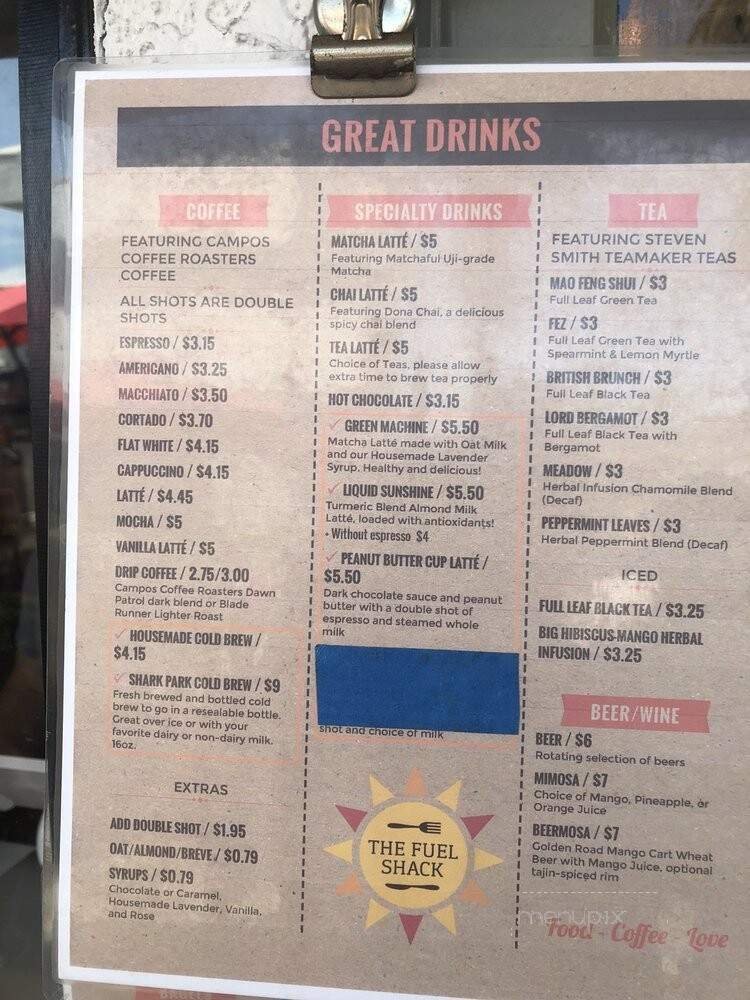 GREAT DRINKS
COFFEE
FEATURING CAMPOS
COFFEE ROASTERS
COFFEE
ALL SHOTS ARE DOUBLE
SHOTS
ESPRESSO / $3.15
AMERICANO / $3.25
MACCHIATO / $3.50
CORTADO / $3.70
FLAT WHITE / $4.15
CAPPUCCINO / $4.15
LATTÉ / $4.45
MOCHA / $5
VANILLA LATTÉ / $5
DRIP COFFEE / 2.75/3.00
Campos Coffee Roasters Dawn
Patrol dark blend or Blade
Runner Lighter Roast
✓ HOUSEMADE COLD BREW /
$4.15
✓ SHARK PARK COLD BREW / $9
Fresh brewed and bottled cold
brew to go in a resealable bottle.
Great over ice or with your
favorite dairy or non-dairy milk.
16oz.
EXTRAS
ADD DOUBLE SHOT / $1.95
OAT/ALMOND/BREVE / $0.79
SYRUPS / $0.79
Chocolate or Caramel,
Housemade Lavender, Vanilla,
and Rose
SPECIALTY DRINKS
MATCHA LATTÉ / $5
Featuring Matchaful Uji-grade
Matcha
CHAI LATTÉ / $5
Featuring Dona Chai, a delicious
spicy chai blend
TEA LATTÉ / $5
Choice of Teas, please allow
extra time to brew tea properly
HOT CHOCOLATE / $3.15
✓ GREEN MACHINE / $5.50
Matcha Latté made with Oat Milk
and our Housemade Lavender
Syrup. Healthy and delicious!
✓ LIQUID SUNSHINE / $5.50
Turmeric Blend Almond Milk
Latté, loaded with antioxidants!
• Without espresso $4
✓ PEANUT BUTTER CUP LATTÉ /
$5.50
Dark chocolate sauce and peanut
butter with a double shot of
espresso and steamed whole
milk
shot and choice of milk
THE FUEL
SHACK
TEA
FEATURING STEVEN
SMITH TEAMAKER TEAS
MAO FENG SHUI / $3
Full Leaf Green Tea
FEZ / $3
Full Leaf Green Tea with
Spearmint & Lemon Myrtle
BRITISH BRUNCH / $3
Full Leaf Black Tea
LORD BERGAMOT / $3
Full Leaf Black Tea with
Bergamot
MEADOW / $3
Herbal Infusion Chamomile Blend
(Decaf)
PEPPERMINT LEAVES / $3
Herbal Peppermint Blend (Decaf)
ICED
FULL LEAF BLACK TEA / $3.25
BIG HIBISCUS-MANGO HERBAL
INFUSION / $3.25
BEER/WINE
BEER / $6
Rotating selection of beers
MIMOSA / $7
Choice of Mango, Pineapple, or
Orange Juice
BEERMOSA / $7
Golden Road Mango Cart Wheat
Beer with Mango Juice, optional
tajin-spiced rim
menupix
Food - Coffee - Love